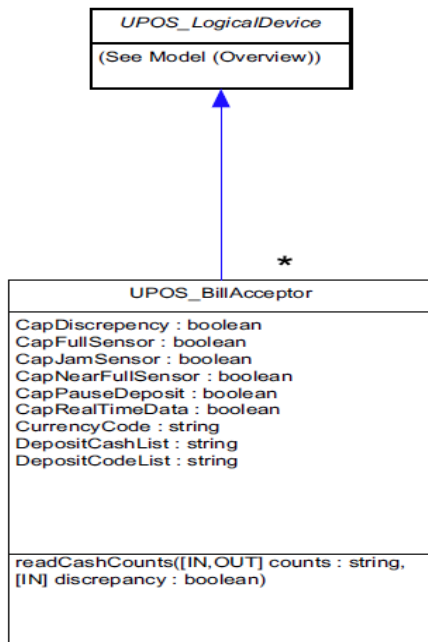 UPOS_LogicalDevice
(See Model (Overview))
*
UPOS_BillAcceptor
CapDiscrepency : boolean
CapFullSensor : boolean
CapJamSensor : boolean
CapNearFullSensor : boolean
CapPauseDeposit : boolean
CapRealTimeData : boolean
CurrencyCode : string
DepositCashList : string
DepositCodeList : string
readCashCounts([IN,OUT] counts : string,
[IN] discrepancy : boolean)